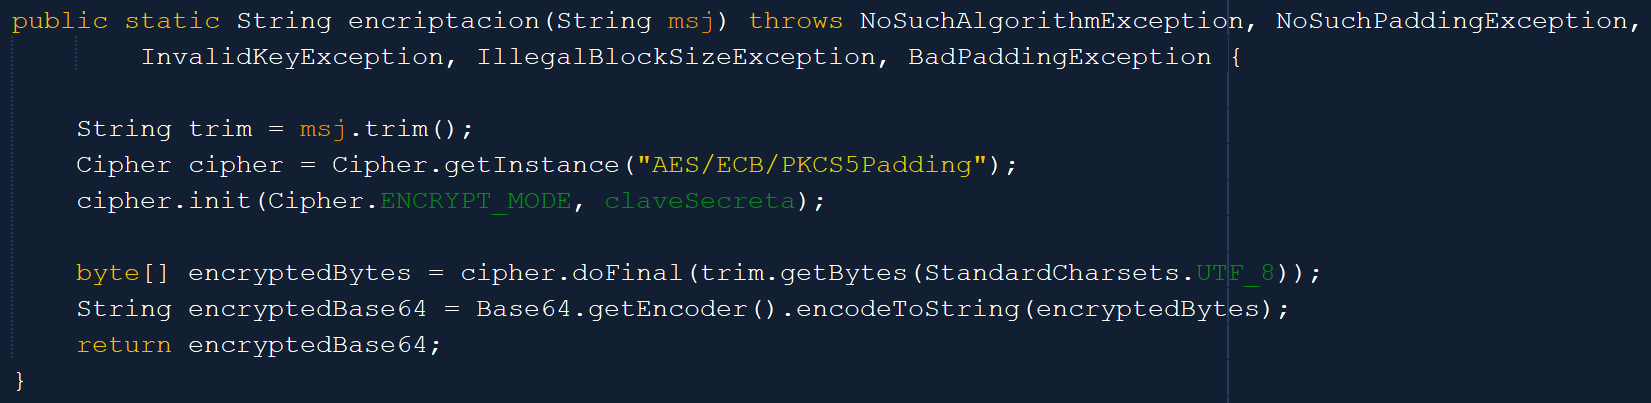 public static String encriptacion(String msj) throws NoSuchAlgorithmException, NoSuchPaddingException,
InvalidKeyException, IllegalBlockSizeException, BadPaddingException {
String trim = msj.trim();
Cipher cipher = Cipher.getInstance("AES/ECB/PKCS5Padding");
cipher.init(Cipher.ENCRYPT_MODE, claveSecreta);
byte[] encryptedBytes = cipher.doFinal(trim.getBytes(StandardCharsets.UTF_8));
String encryptedBase64 = Base64.getEncoder().encodeToString(encryptedBytes);
return encryptedBase64;
}